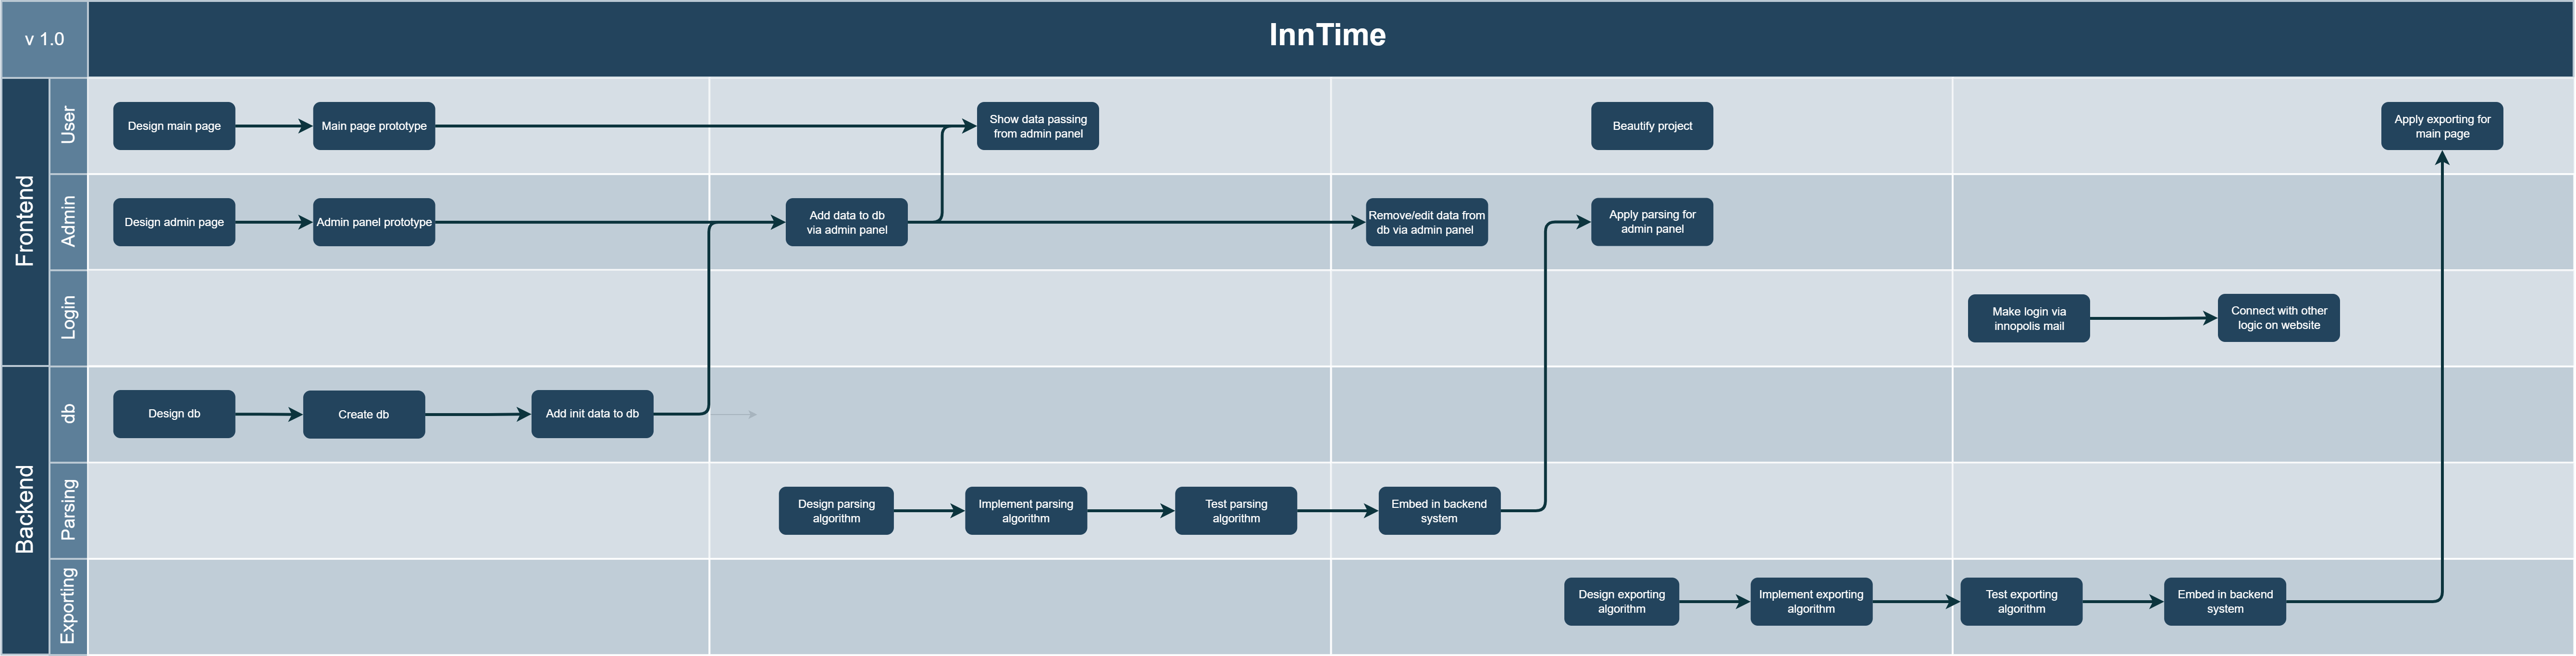 v 1.0
InnTime
Frontend
User
Design main page
Main page prototype
Show data passing
from admin panel
Beautify project
Apply exporting for
main page
Admin
Design admin page
Admin panel prototype
Add data to db
via admin panel
Remove/edit data from
db via admin panel
Apply parsing for
admin panel
Login
Make login via
innopolis mail
Connect with other
logic on website
Backend
db
Design db
Create db
Add init data to db
Parsing
Design parsing
algorithm
Implement parsing
algorithm
Test parsing
algorithm
Embed in backend
system
Exporting
Design exporting
algorithm
Implement exporting
algorithm
Test exporting
algorithm
Embed in backend
system